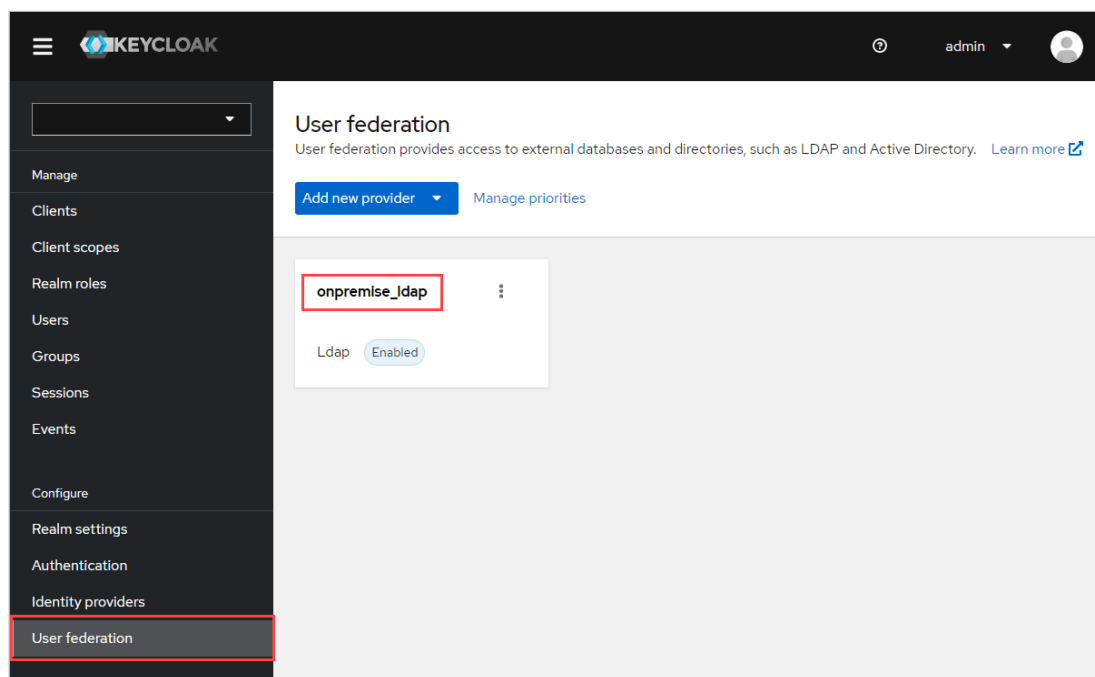 KEYCLOAK
admin
Manage
Clients
Client scopes
Realm roles
Users
Groups
Sessions
Events
Configure
Realm settings
Authentication
Identity providers
User federation
User federation
User federation provides access to external databases and directories, such as LDAP and Active Directory. Learn more
Add new provider Manage priorities
onpremise_ldap
Ldap Enabled